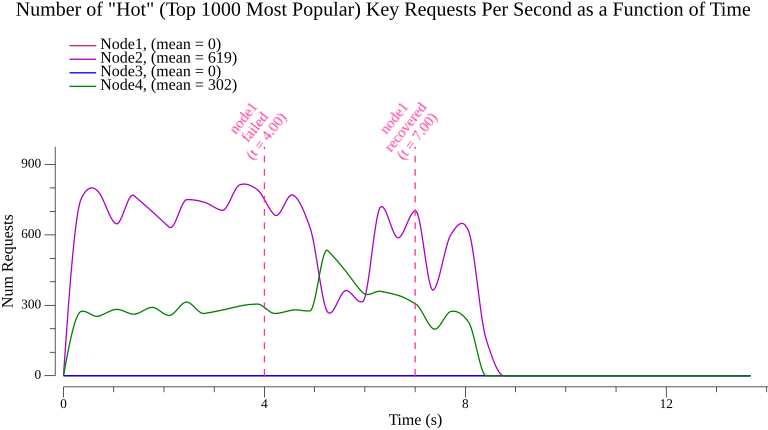 Number of "Hot" (Top 1000 Most Popular) Key Requests Per Second as a Function of Time
Node1, (mean = 0)
Node2, (mean = 619)
Node3, (mean = 0)
Node4, (mean = 302)
node1
failed
(t = 4.00)
node1
recovered
(t = 7.00)
900
600
300
0
Num Requests
0 4 8 12
Time (s)